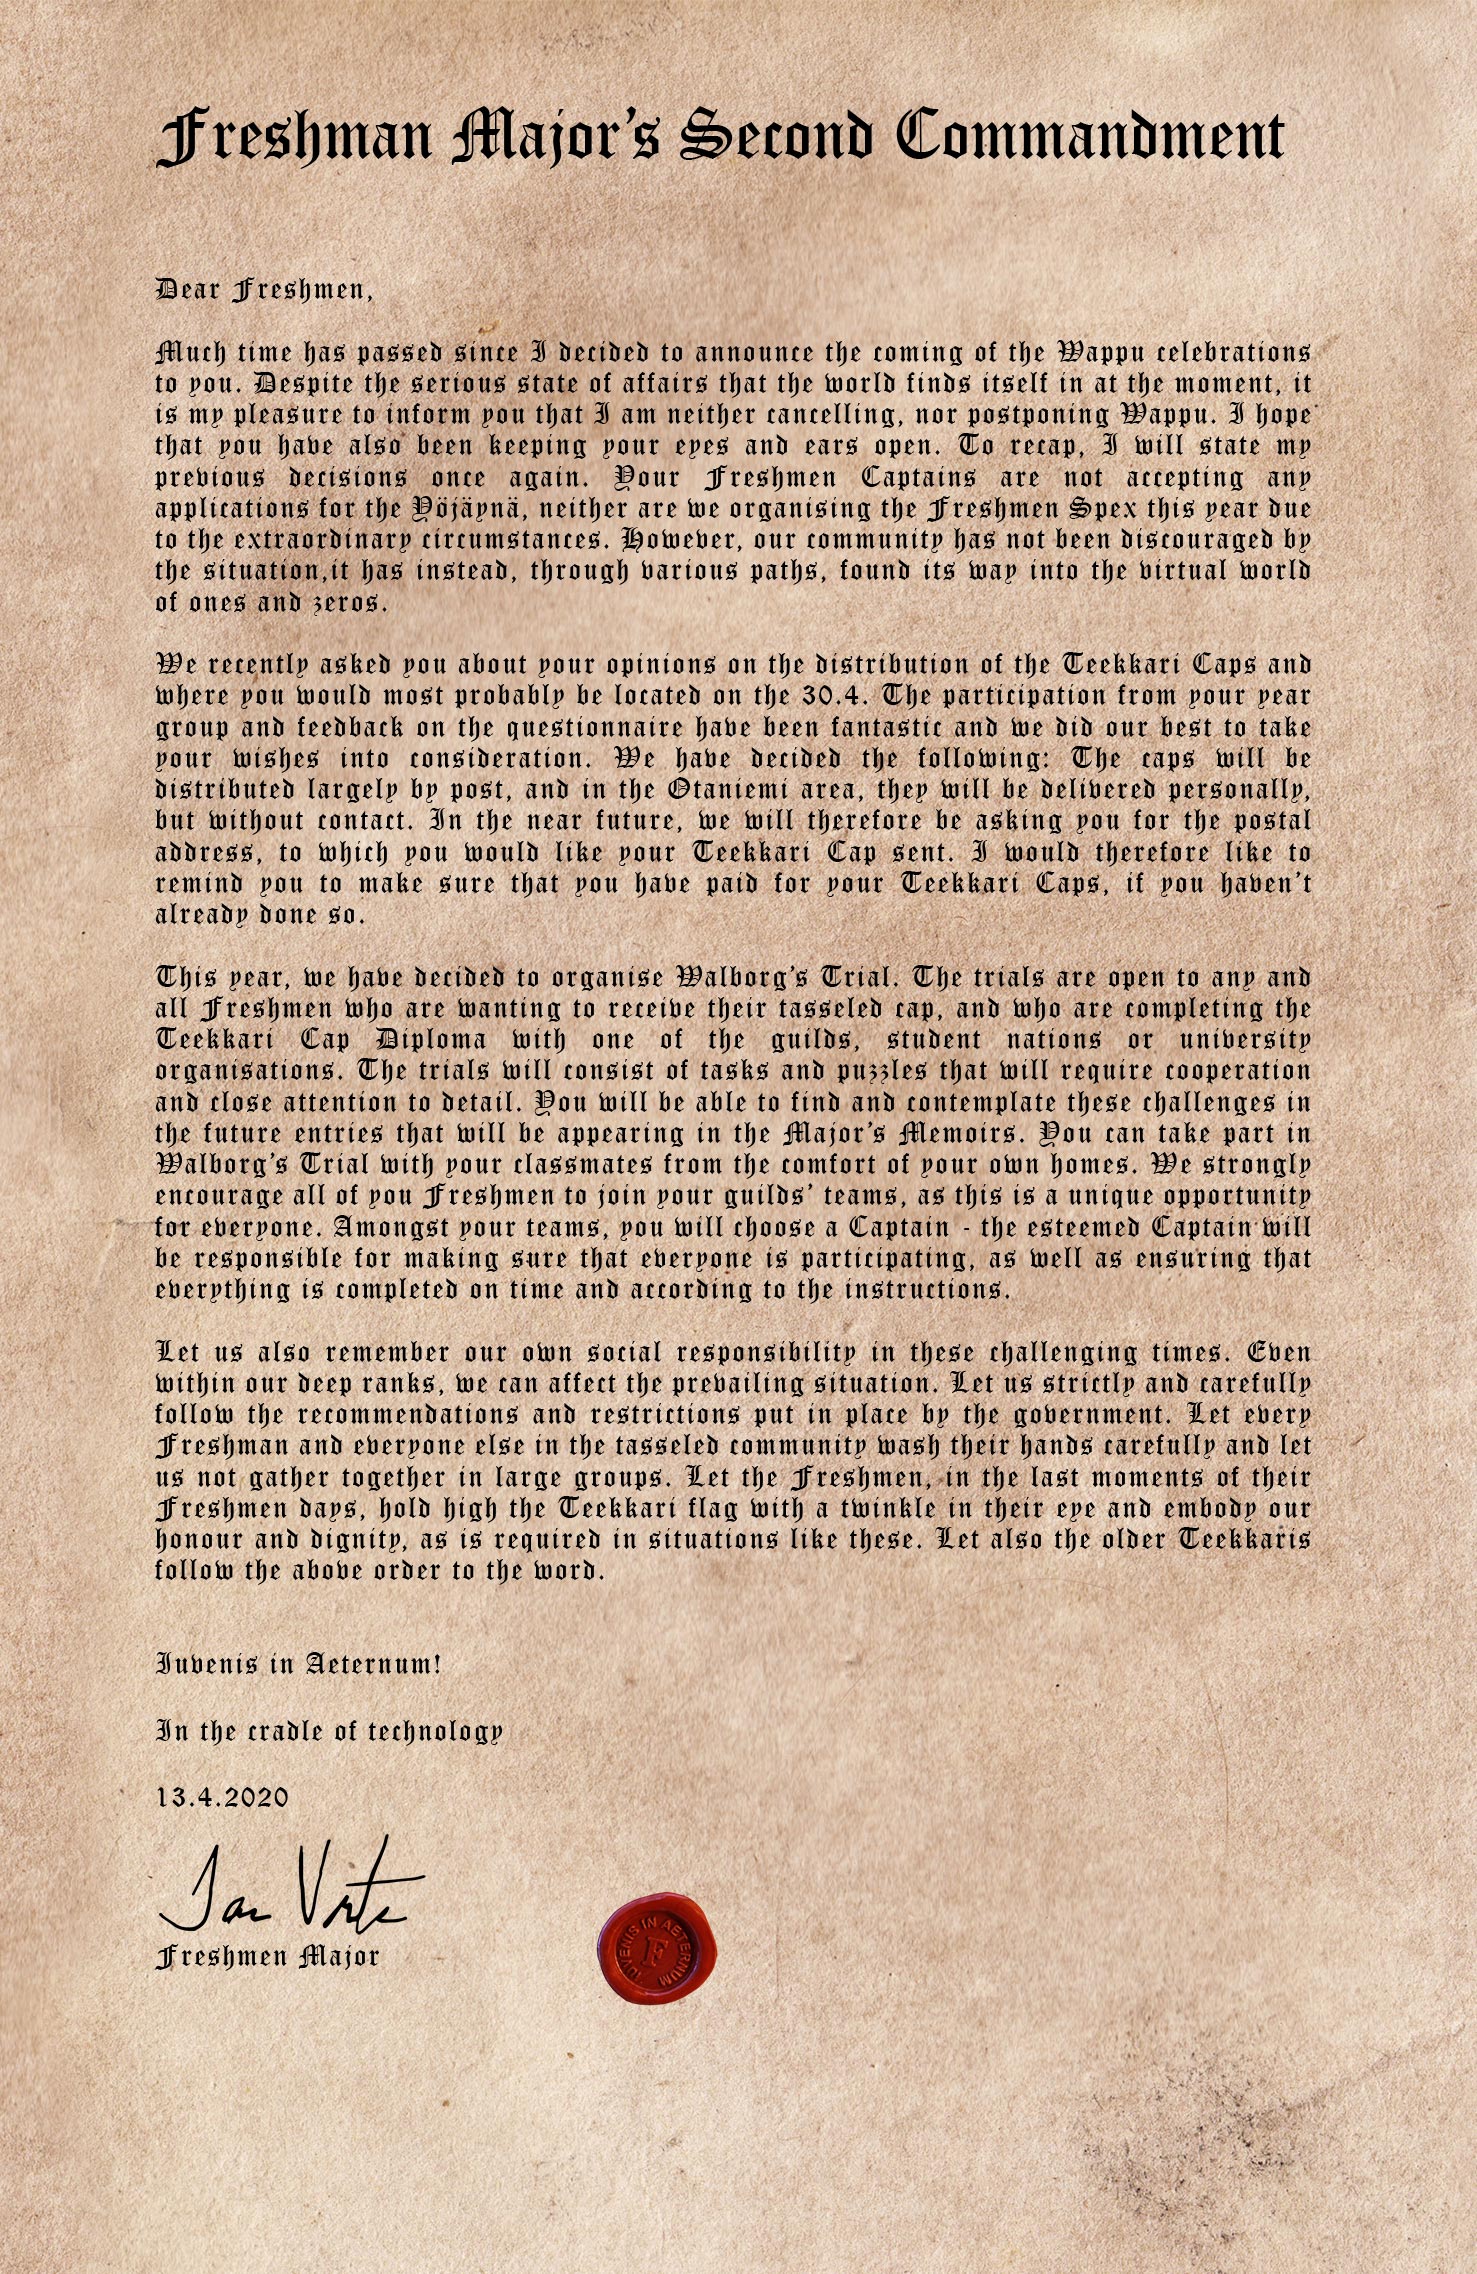 Freshman Major's Second Commandment
Dear Freshmen,
Much time has passed since I decided to announce the coming of the Wappu celebrations
to you. Despite the serious state of affairs that the world finds itself in at the moment, it
is my pleasure to inform you that I am neither cancelling, nor postponing Wappu. I hope
that you have also been keeping your eyes and ears open. To recap, I will state my
previous decisions once again. Your Freshmen Captains are not accepting any
applications for the Yöjäynä, neither are we organising the Freshmen Spex this year due
to the extraordinary circumstances. However, our community has not been discouraged by
the situation,it has instead, through various paths, found its way into the virtual world
of ones and zeros.
We recently asked you about your opinions on the distribution of the Teekkari Caps and
where you would most probably be located on the 30.4. The participation from your year
group and feedback on the questionnaire have been fantastic and we did our best to take
your wishes into consideration. We have decided the following: The caps will be
distributed largely by post, and in the Otaniemi area, they will be delivered personally,
but without contact. In the near future, we will therefore be asking you for the postal
address, to which you would like your Teekkari Cap sent. I would therefore like to
remind you to make sure that you have paid for your Teekkari Caps, if you haven't
already done so.
This year, we have decided to organise Walborg's Trial. The trials are open to any and
all Freshmen who are wanting to receive their tasseled cap, and who are completing the
Teekkari Cap Diploma with one of the guilds, student nations or university
organisations. The trials will consist of tasks and puzzles that will require cooperation
and close attention to detail. You will be able to find and contemplate these challenges in
the future entries that will be appearing in the Major's Memoirs. You can take part in
Walborg's Trial with your classmates from the comfort of your own homes. We strongly
encourage all of you Freshmen to join your guilds' teams, as this is a unique opportunity
for everyone. Amongst your teams, you will choose a Captain - the esteemed Captain will
be responsible for making sure that everyone is participating, as well as ensuring that
everything is completed on time and according to the instructions.
Let us also remember our own social responsibility in these challenging times. Even
within our deep ranks, we can affect the prevailing situation. Let us strictly and carefully
follow the recommendations and restrictions put in place by the government. Let every
Freshman and everyone else in the tasseled community wash their hands carefully and let
us not gather together in large groups. Let the Freshmen, in the last moments of their
Freshmen days, hold high the Teekkari flag with a twinkle in their eye and embody our
honour and dignity, as is required in situations like these. Let also the older Teekkaris
follow the above order to the word.
Iuvenis in Aeternum!
In the cradle of technology
13.4.2020
Freshmen Major
IUVENIS IN AETERNUM
F